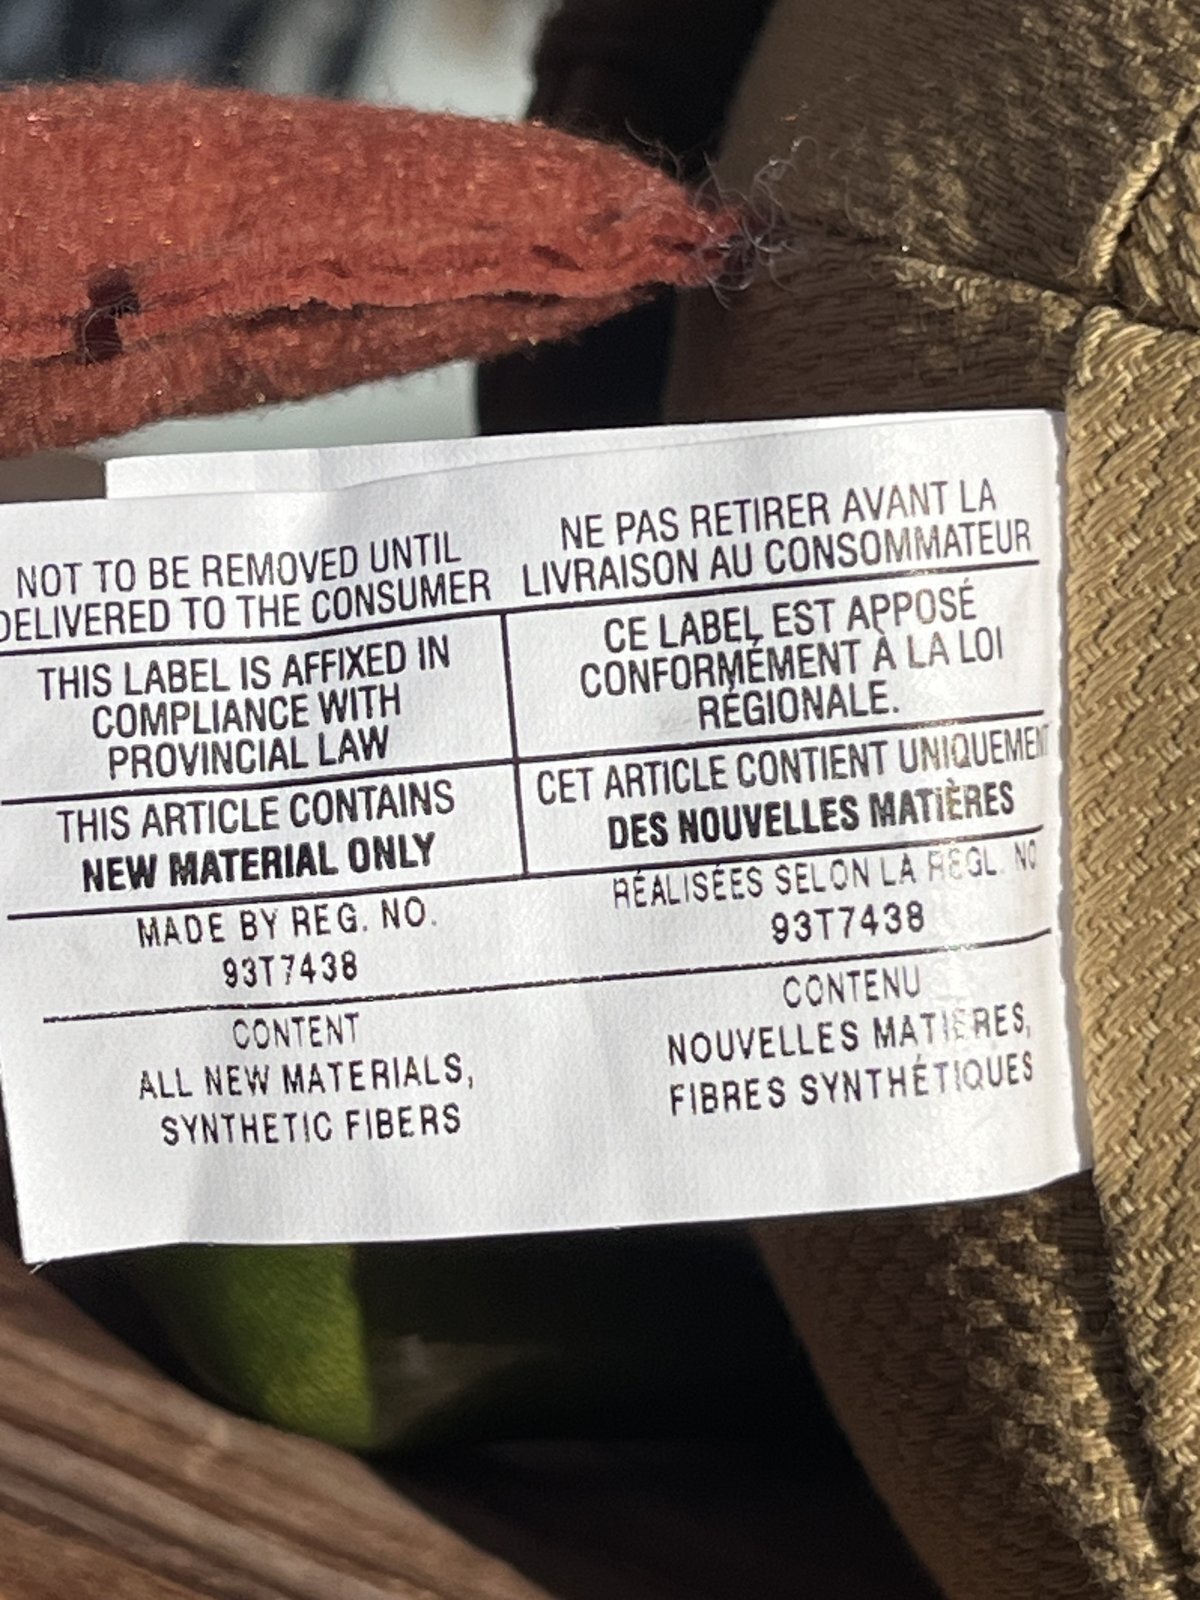 NOT TO BE REMOVED UNTIL
DELIVERED TO THE CONSUMER
NE PAS RETIRER AVANT LA
LIVRAISON AU CONSOMMATEUR
THIS LABEL IS AFFIXED IN
COMPLIANCE WITH
PROVINCIAL LAW
CE LABEL EST APPOSÉ
CONFORMÉMENT À LA LOI
RÉGIONALE.
THIS ARTICLE CONTAINS
NEW MATERIAL ONLY
CET ARTICLE CONTIENT UNIQUEMENT
DES NOUVELLES MATIÈRES
MADE BY REG. NO.
93T7438
RÉALISÉES SELON LA REGL. NO
93T7438
CONTENT
ALL NEW MATERIALS,
SYNTHETIC FIBERS
CONTENU
NOUVELLES MATIERES,
FIBRES SYNTHÉTIQUES